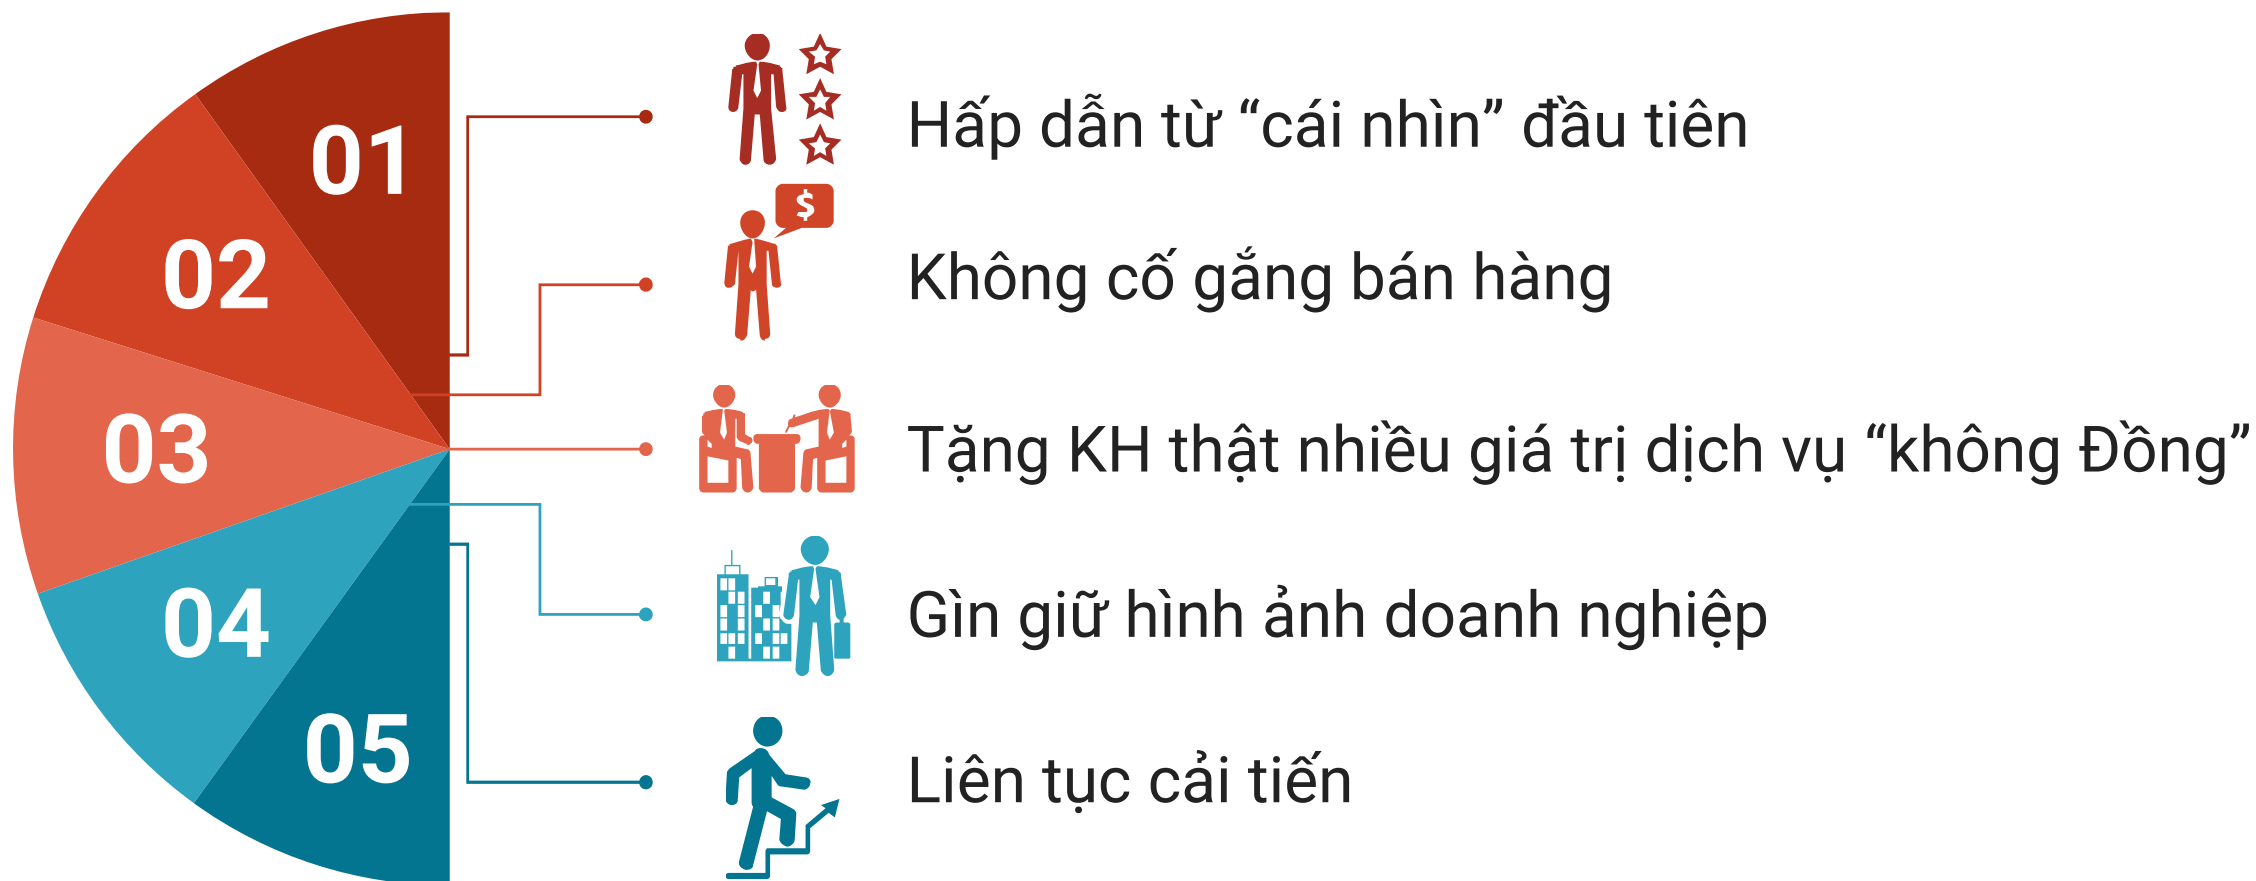 01
Hấp dẫn từ “cái nhìn” đầu tiên
02
$
Không cố gắng bán hàng
03
Tặng KH thật nhiều giá trị dịch vụ “không Đồng”
04
Gìn giữ hình ảnh doanh nghiệp
05
Liên tục cải tiến